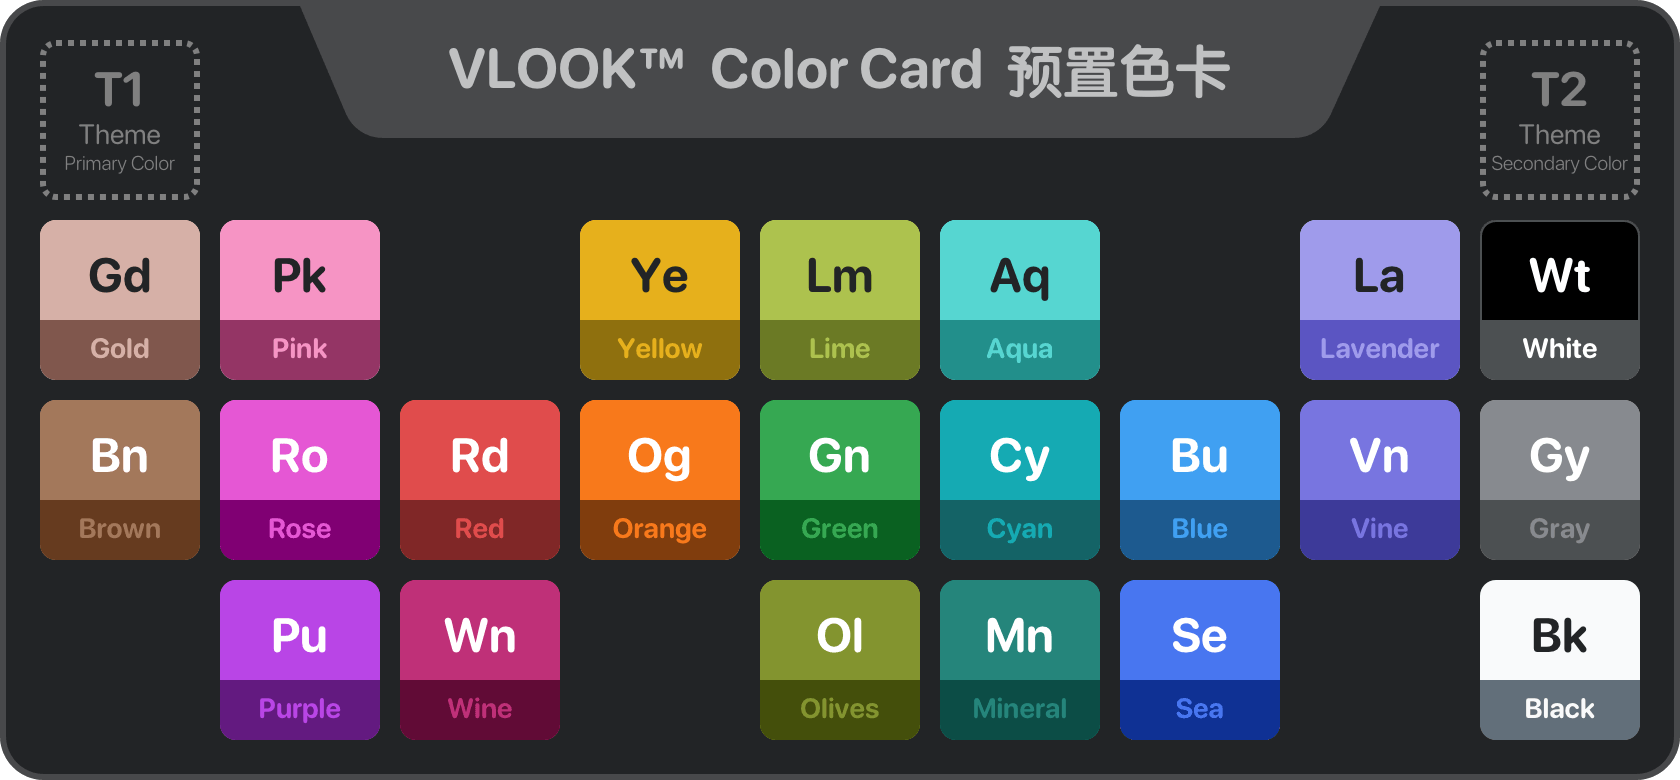 VLOOK™ Color Card 预置色卡
T1
Theme
Primary Color
T2
Theme
Secondary Color
Gd
Gold
Pk
Pink
Ye
Yellow
Lm
Lime
Aq
Aqua
La
Lavender
Wt
White
Bn
Brown
Ro
Rose
Rd
Red
Og
Orange
Gn
Green
Cy
Cyan
Bu
Blue
Vn
Vine
Gy
Gray
Pu
Purple
Wn
Wine
Ol
Olives
Mn
Mineral
Se
Sea
Bk
Black